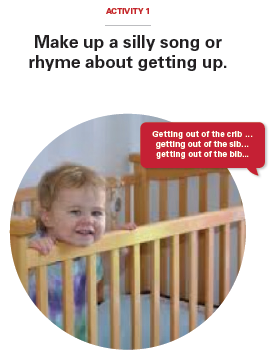 ACTIVITY 1
Make up a silly song or
rhyme about getting up.
Getting out of the crib ...
getting out of the sib...
getting out of the bib...